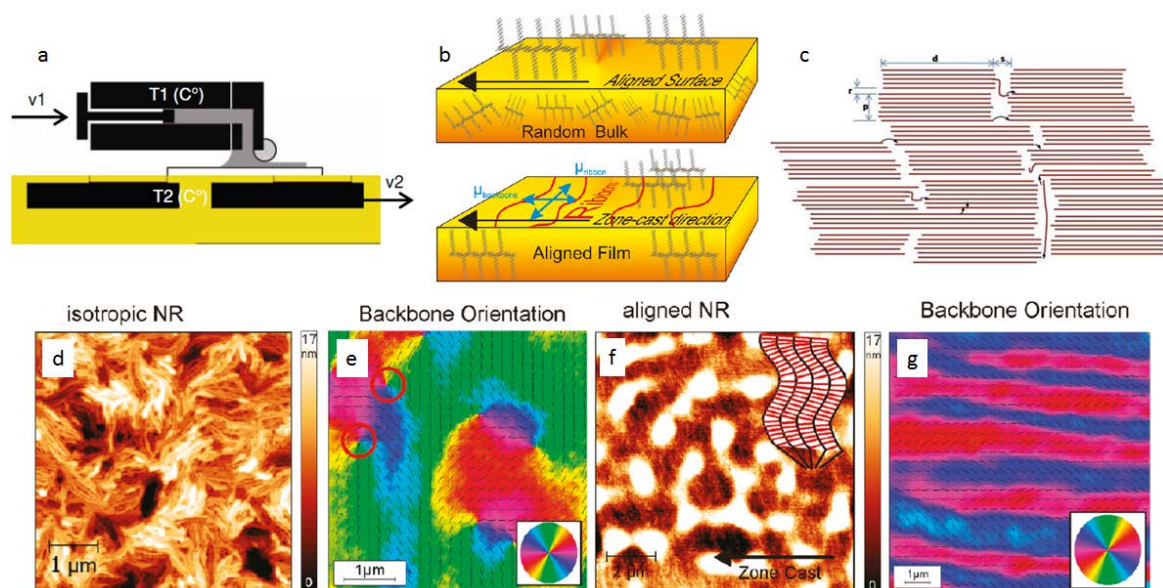 a
T1 (C°)
v1
T2 (C°)
v2
b
Aligned Surface
Random Bulk
μribbon
μbackbone
Ribbons
Zone-cast direction
Aligned Film
c
d
s
r
p
isotropic NR
d
17
nm
0
1 μm
Backbone Orientation
e
1μm
aligned NR
f
17
nm
0
2 μm
Zone Cast
Backbone Orientation
g
1μm